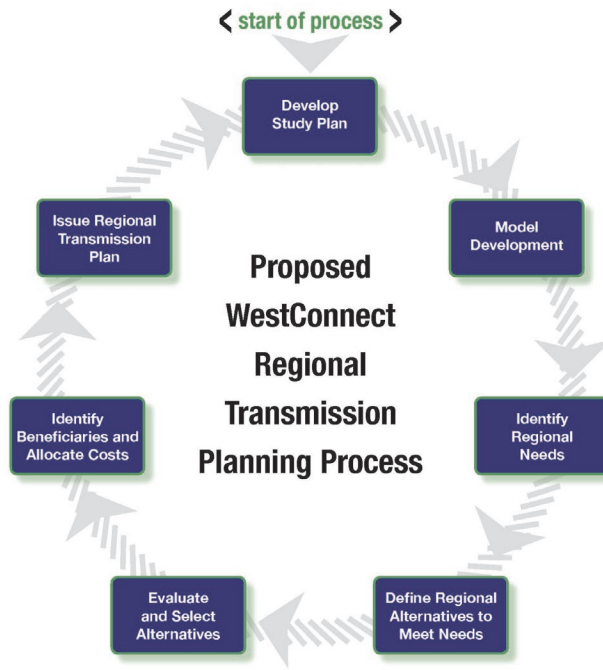 < start of process >
Develop
Study Plan
Model
Development
Identify
Regional
Needs
Define Regional
Alternatives to
Meet Needs
Evaluate
and Select
Alternatives
Identify
Beneficiaries and
Allocate Costs
Issue Regional
Transmission
Plan
Proposed
WestConnect
Regional
Transmission
Planning Process